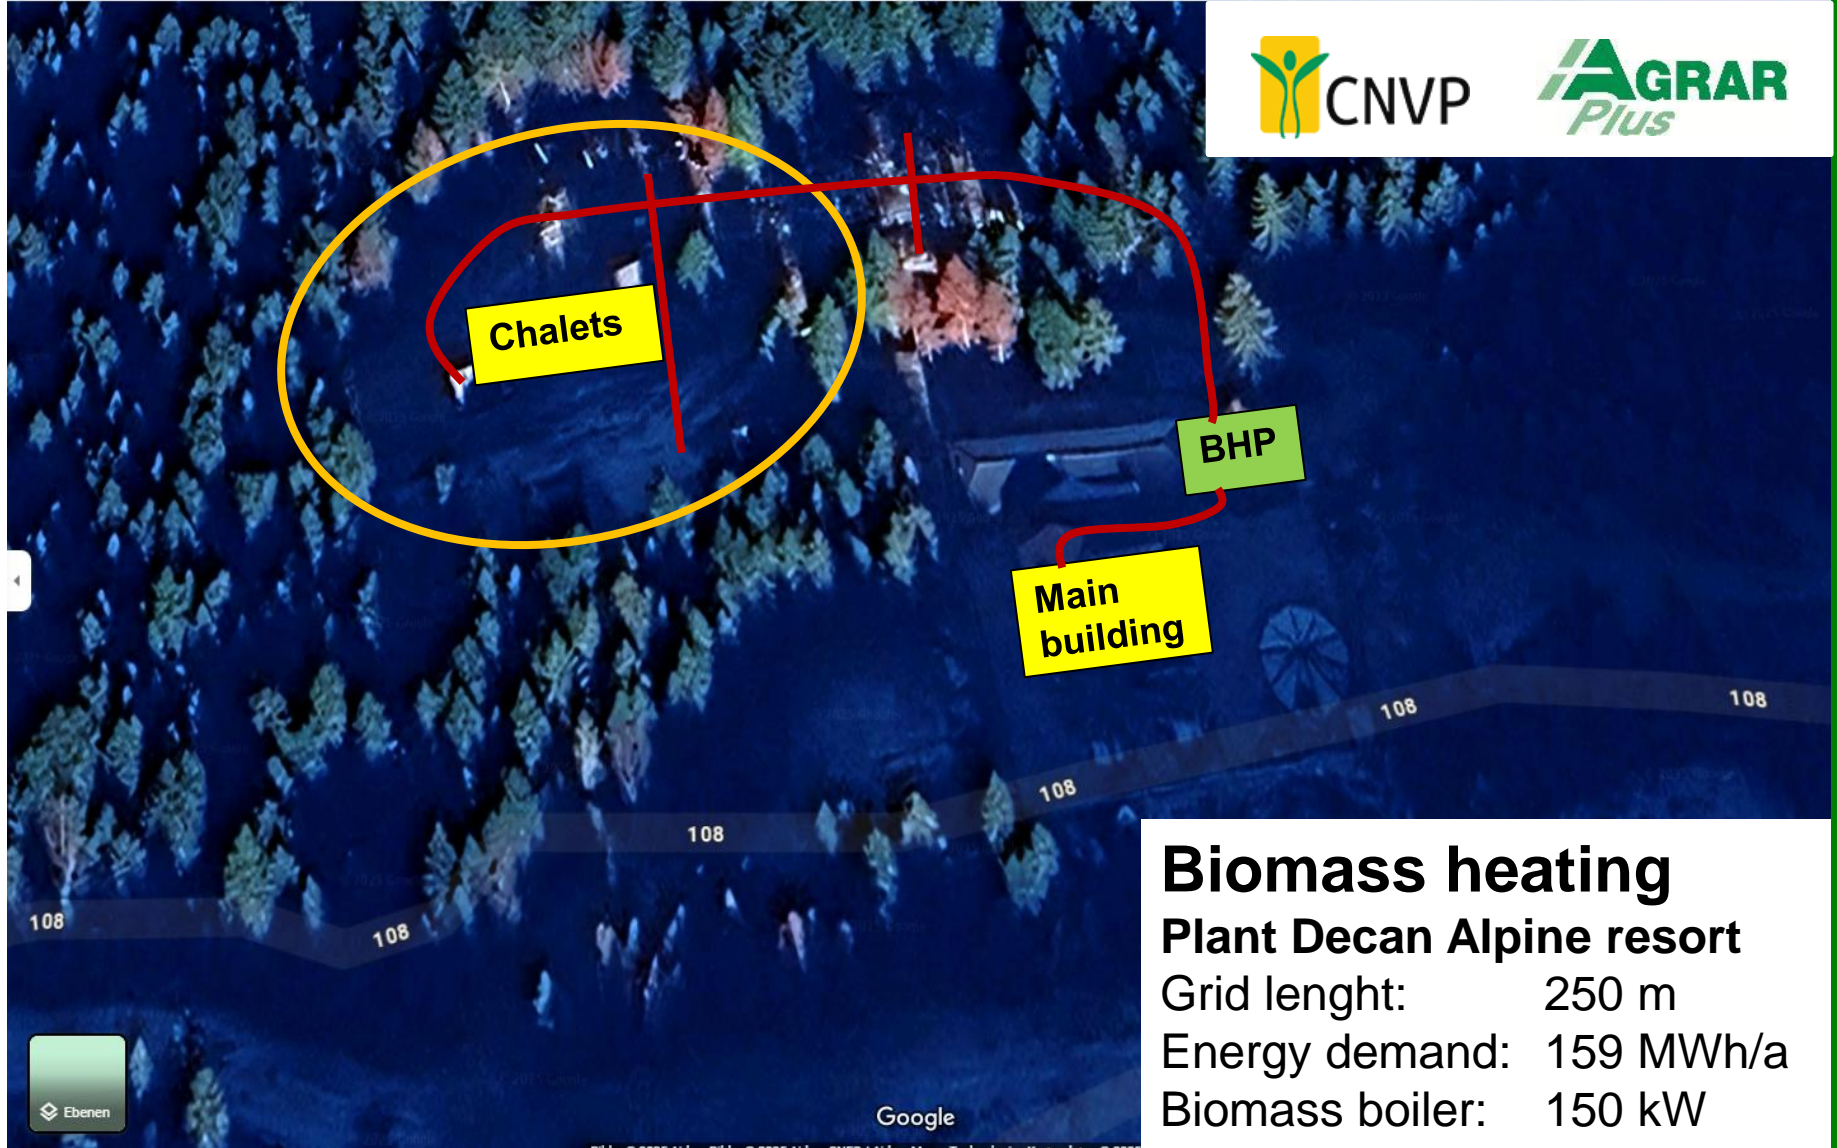 CNVP
AGRAR
Plus
Chalets
BHP
Main
building
108
108
108
108
108
108
Biomass heating
Plant Decan Alpine resort
Grid lenght: 250 m
Energy demand: 159 MWh/a
Biomass boiler: 150 kW
Ebenen
Google